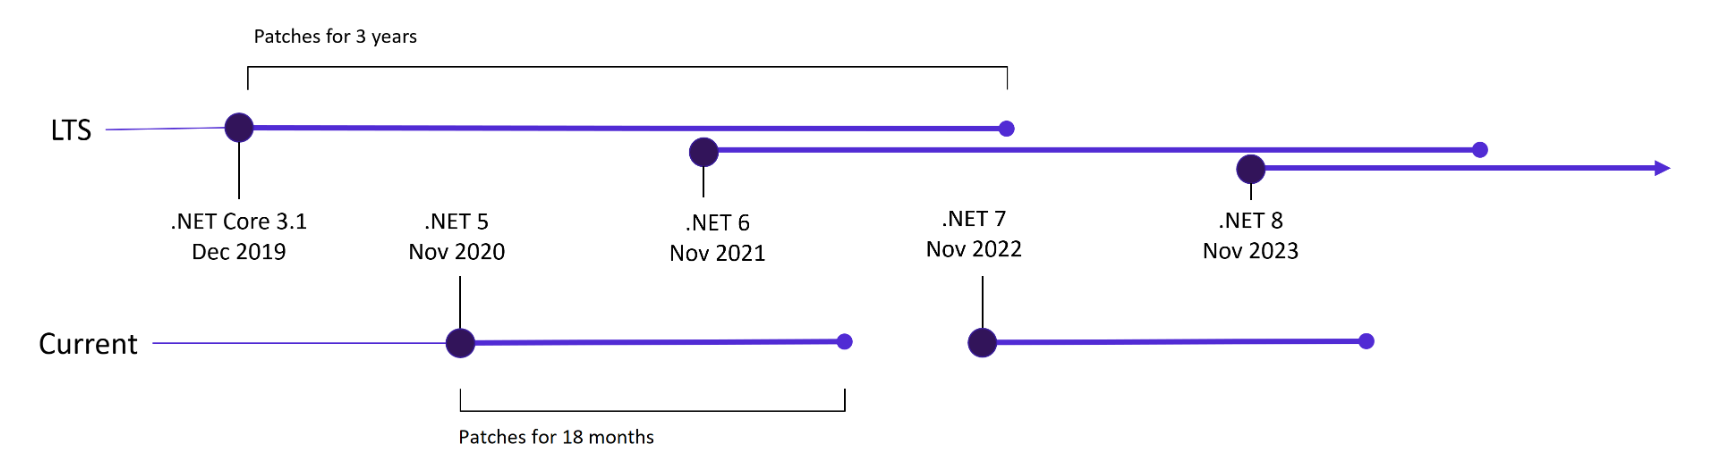 Patches for 3 years
LTS
.NET Core 3.1
Dec 2019
.NET 5
Nov 2020
.NET 6
Nov 2021
.NET 7
Nov 2022
.NET 8
Nov 2023
Current
Patches for 18 months